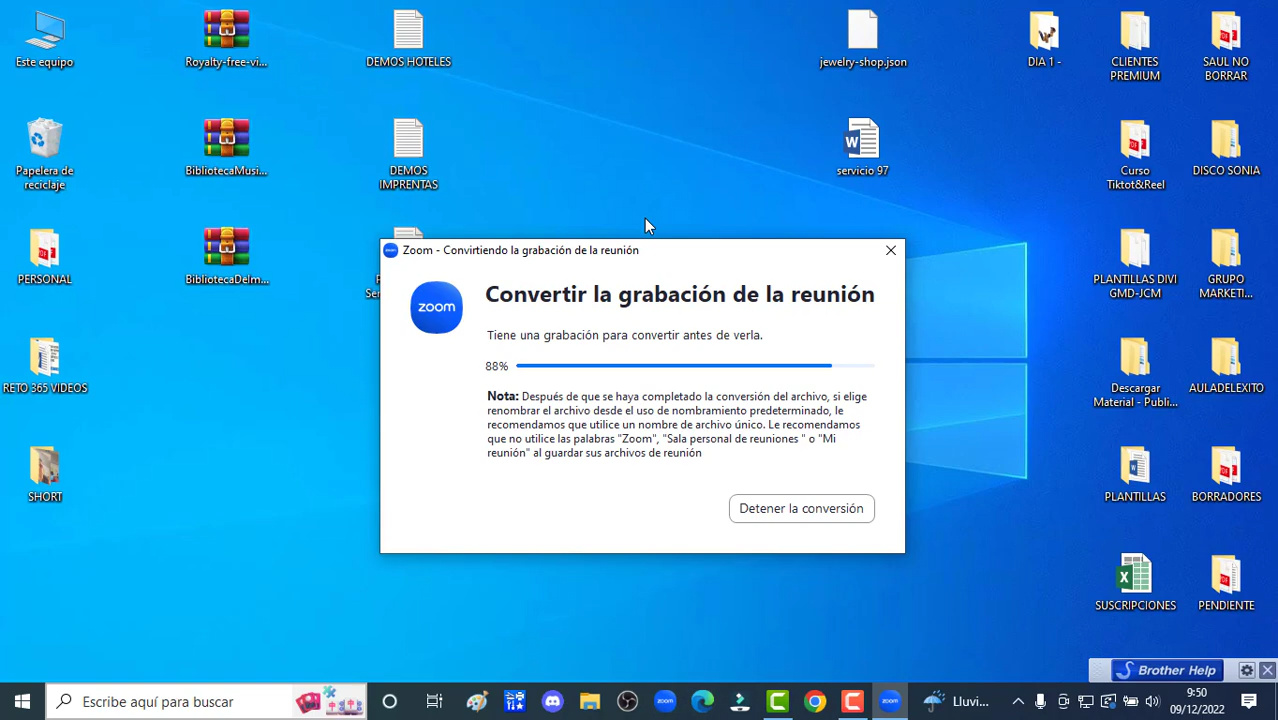 Este equipo
Royalty-free-vi...
DEMOS HOTELES
jewelry-shop.json
DIA 1 -
CLIENTES
PREMIUM
SAUL NO
BORRAR
Papelera de
reciclaje
BibliotecaMusi...
DEMOS
IMPRENTAS
servicio 97
Curso
Tiktot&Reel
DISCO SONIA
PERSONAL
BibliotecaDelm...
PLANTILLAS DIVI
GMD-JCM
GRUPO
MARKETI...
Zoom - Convirtiendo la grabación de la reunión
zoom
Convertir la grabación de la reunión
Tiene una grabación para convertir antes de verla.
88%
Nota: Después de que se haya completado la conversión del archivo, si elige
renombrar el archivo desde el uso de nombramiento predeterminado, le
recomendamos que utilice un nombre de archivo único. Le recomendamos
que no utilice las palabras "Zoom", "Sala personal de reuniones " o "Mi
reunión" al guardar sus archivos de reunión
Detener la conversión
RETO 365 VIDEOS
Descargar
Material - Publi...
AULADELEXITO
SHORT
PLANTILLAS
BORRADORES
SUSCRIPCIONES
PENDIENTE
Brother Help
Escribe aquí para buscar
Lluvi...
9:50
09/12/2022